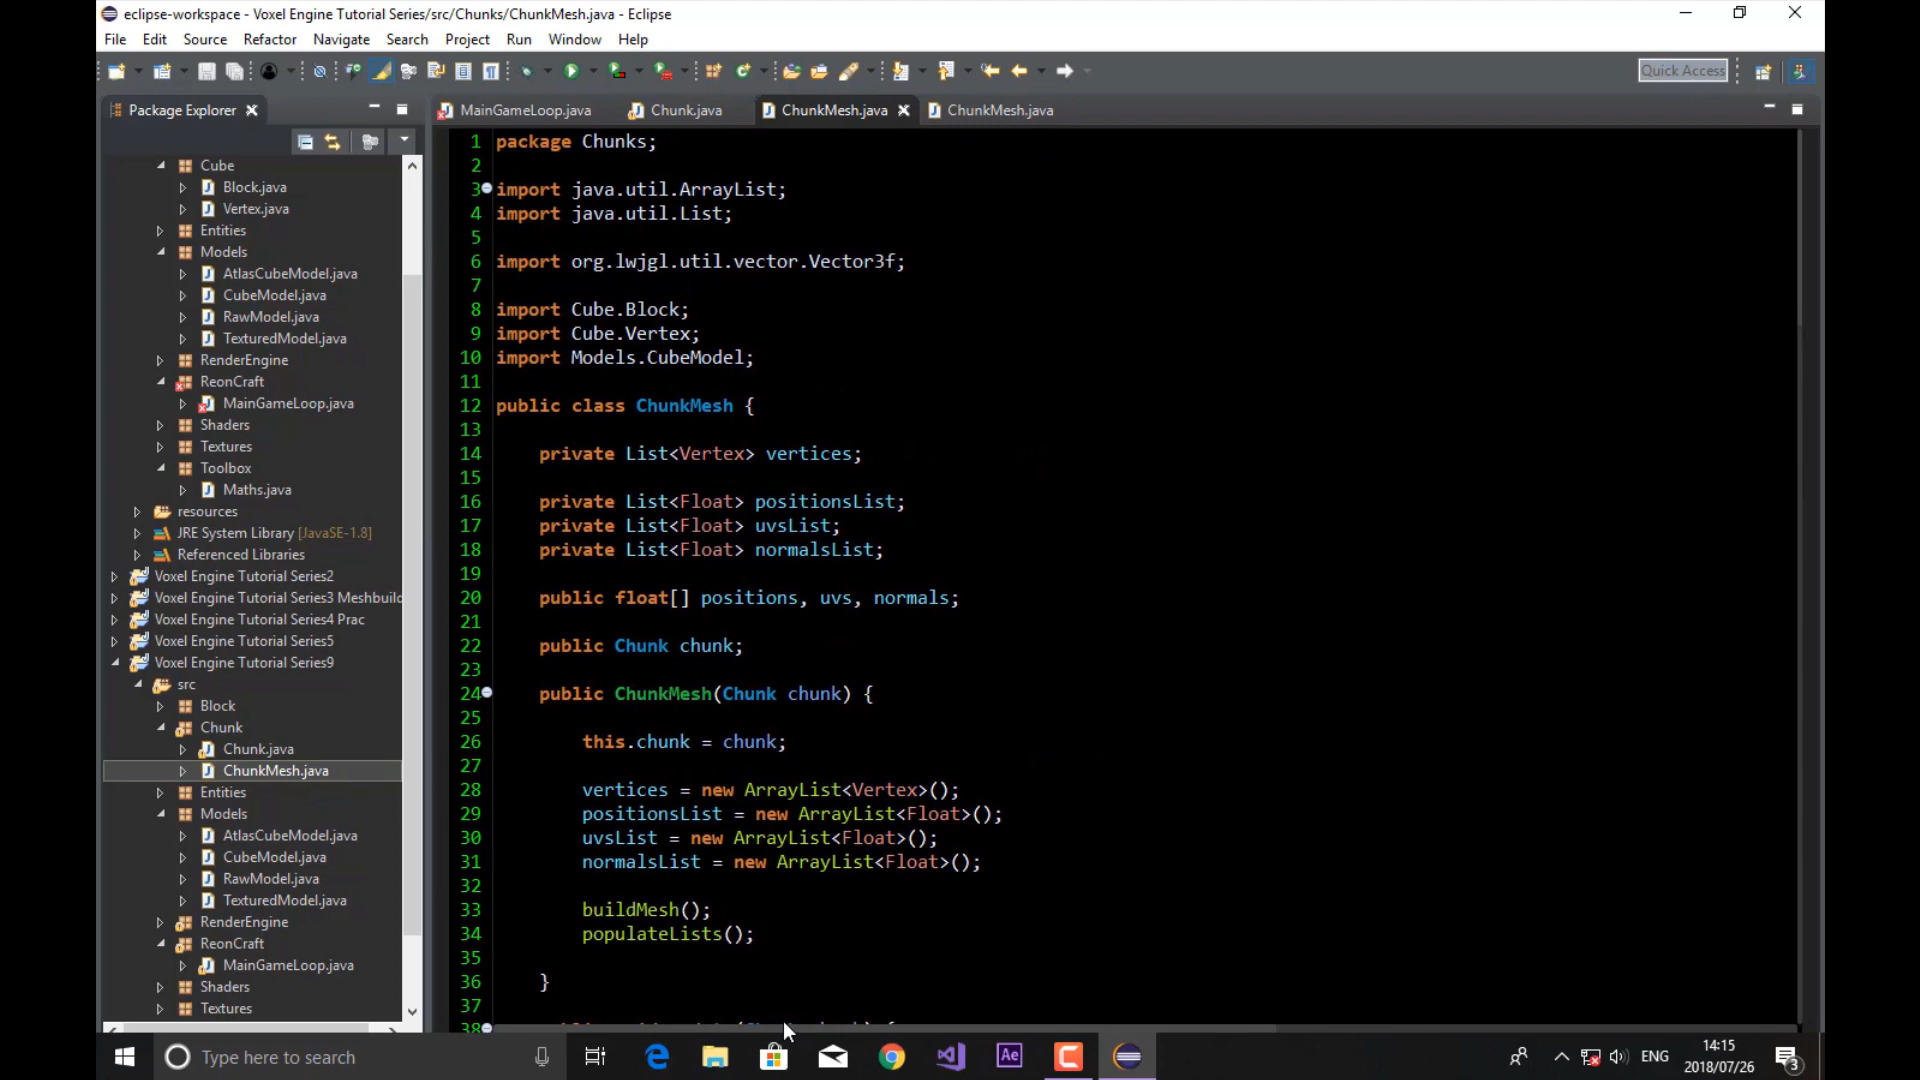 eclipse-workspace - Voxel Engine Tutorial Series/src/Chunks/ChunkMesh.java - Eclipse
File Edit Source Refactor Navigate Search Project Run Window Help
Quick Access
Package Explorer
MainGameLoop.java Chunk.java ChunkMesh.java ChunkMesh.java
Cube
Block.java
Vertex.java
Entities
Models
AtlasCubeModel.java
CubeModel.java
RawModel.java
TexturedModel.java
RenderEngine
ReonCraft
MainGameLoop.java
Shaders
Textures
Toolbox
Maths.java
resources
JRE System Library [JavaSE-1.8]
Referenced Libraries
Voxel Engine Tutorial Series2
Voxel Engine Tutorial Series3 Meshbuild
Voxel Engine Tutorial Series4 Prac
Voxel Engine Tutorial Series5
Voxel Engine Tutorial Series9
src
Block
Chunk
Chunk.java
ChunkMesh.java
Entities
Models
AtlasCubeModel.java
CubeModel.java
RawModel.java
TexturedModel.java
RenderEngine
ReonCraft
MainGameLoop.java
Shaders
Textures
1 package Chunks;
2
3 import java.util.ArrayList;
4 import java.util.List;
5
6 import org.lwjgl.util.vector.Vector3f;
7
8 import Cube.Block;
9 import Cube.Vertex;
10 import Models.CubeModel;
11
12 public class ChunkMesh {
13
14 private List<Vertex> vertices;
15
16 private List<Float> positionsList;
17 private List<Float> uvsList;
18 private List<Float> normalsList;
19
20 public float[] positions, uvs, normals;
21
22 public Chunk chunk;
23
24 public ChunkMesh(Chunk chunk) {
25
26 this.chunk = chunk;
27
28 vertices = new ArrayList<Vertex>();
29 positionsList = new ArrayList<Float>();
30 uvsList = new ArrayList<Float>();
31 normalsList = new ArrayList<Float>();
32
33 buildMesh();
34 populateLists();
35
36 }
37
38
Type here to search
ENG
14:15
2018/07/26
3